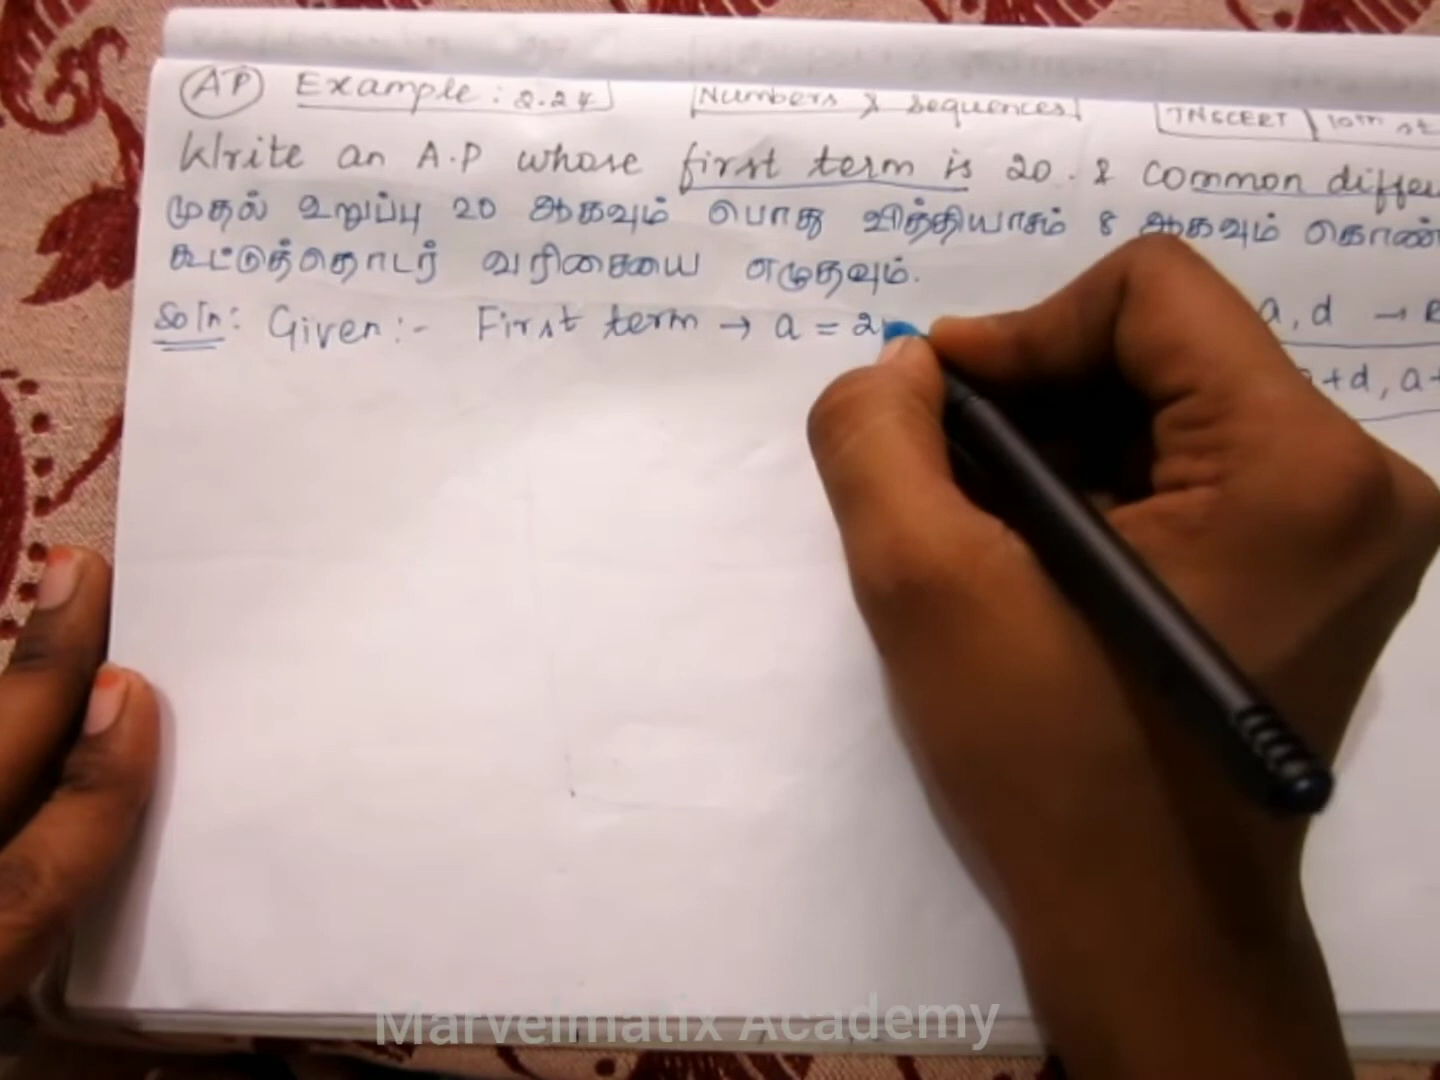 AP Example : 2.24 Numbers & Sequences TNSCERT 10th
Write an A.P whose first term is 20 & common
முதல் உறுப்பு 20 ஆகவும் பொது வித்தியாசம் 8 ஆகவும்
கூட்டுத்தொடர் வரிசையை எழுதவும்.
Soln: Given :- First term → a = 2 a, d →
+d, a+
Marvelmatix Academy